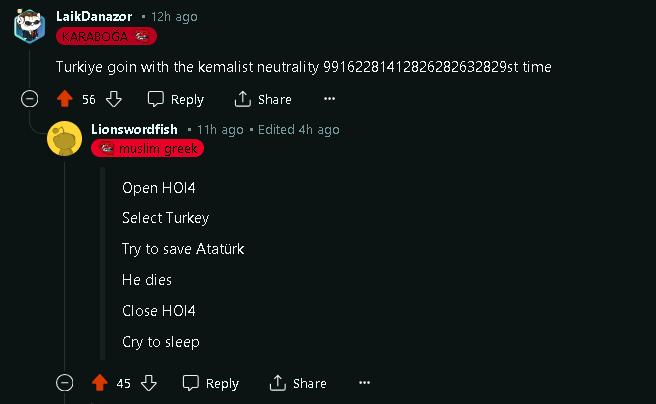 LaikDanazor • 12h ago
KARABOĞA
Turkiye goin with the kemalist neutrality 99162281412826282632829st time
56 Reply Share ...
Lionswordfish • 11h ago • Edited 4h ago
muslim greek
Open HOI4
Select Turkey
Try to save Atatürk
He dies
Close HOI4
Cry to sleep
45 Reply Share ...